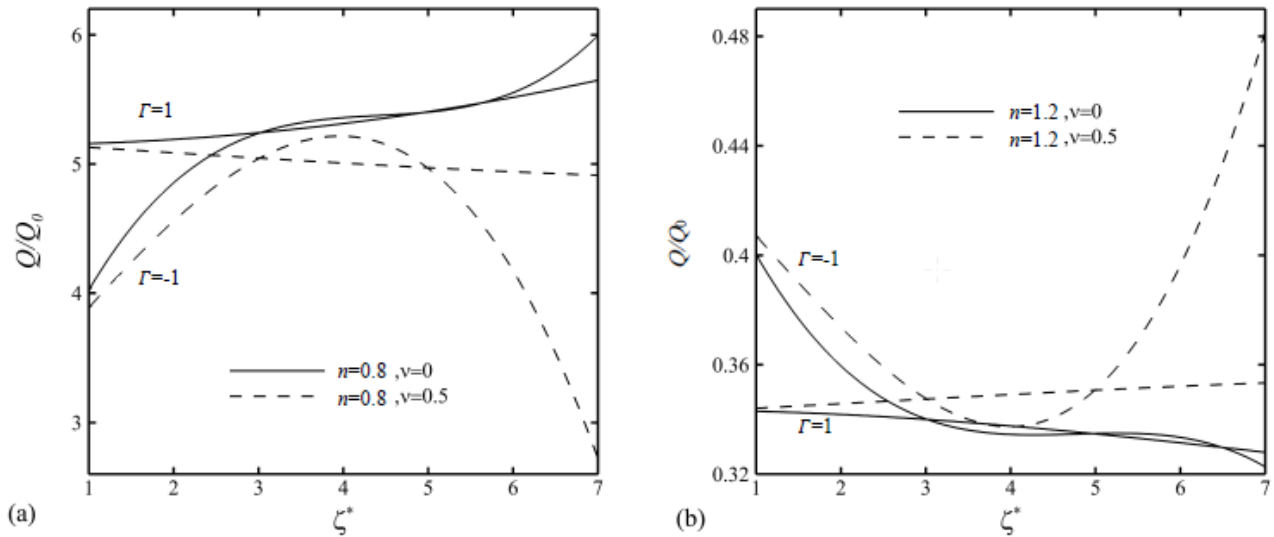 6
5
4
3
Q/Q₀
Γ=1
Γ=-1
n=0.8 ,ν=0
n=0.8 ,ν=0.5
1 2 3 4 5 6 7
ζ*
(a)
0.48
0.44
0.4
0.36
0.32
Q/Q₀
n=1.2 ,ν=0
n=1.2 ,ν=0.5
Γ=-1
Γ=1
1 2 3 4 5 6 7
ζ*
(b)